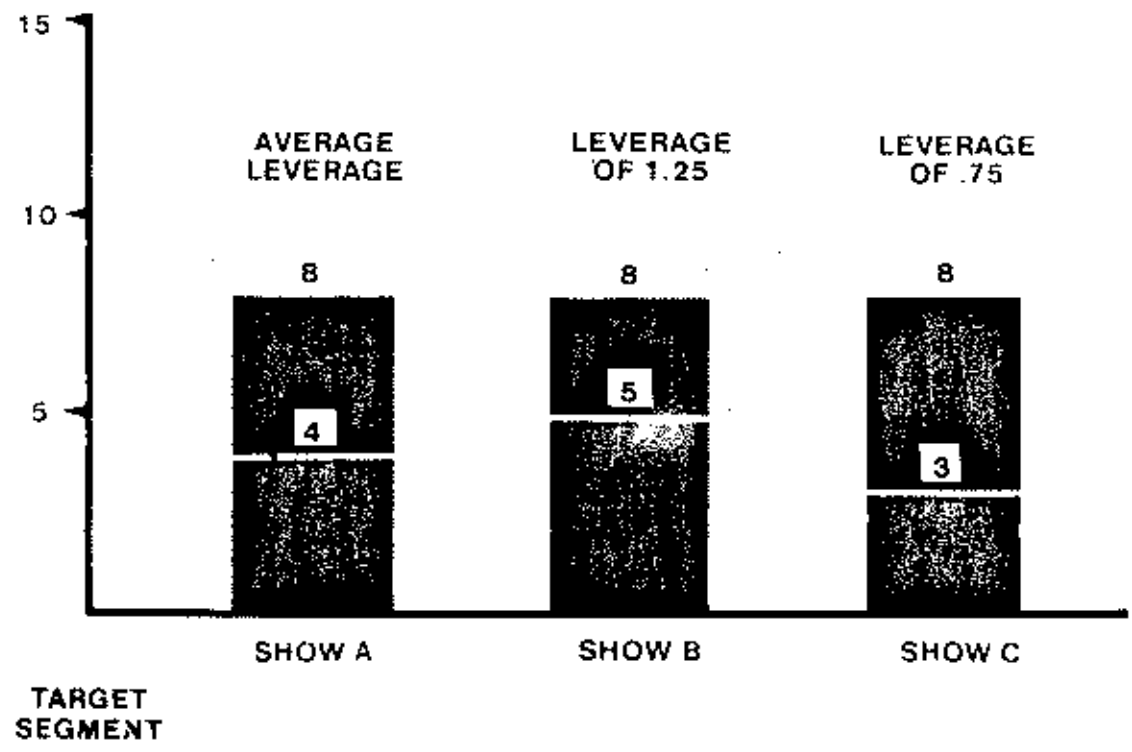 15
AVERAGE
LEVERAGE
LEVERAGE
OF 1.25
LEVERAGE
OF .75
10
8
8
8
5
4
5
3
SHOW A
SHOW B
SHOW C
TARGET
SEGMENT